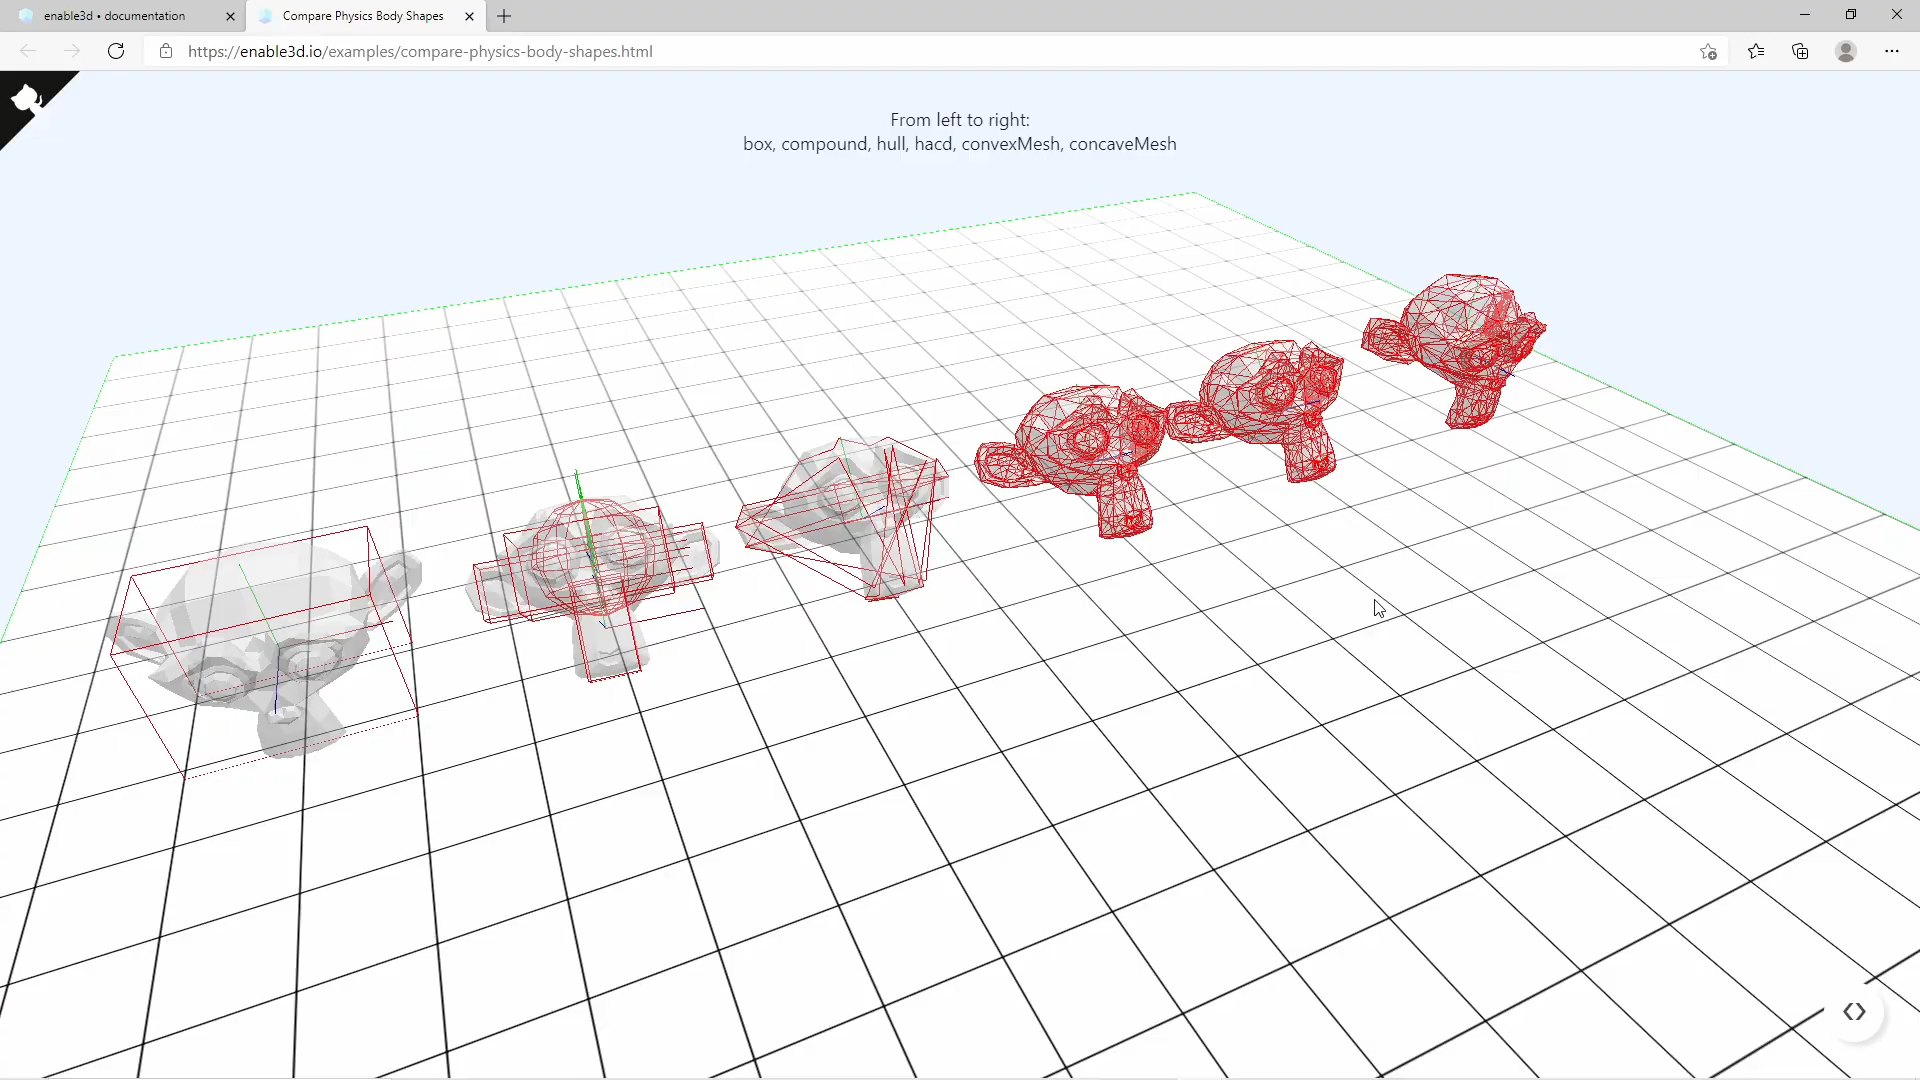 enable3d • documentation
Compare Physics Body Shapes
https://enable3d.io/examples/compare-physics-body-shapes.html
From left to right:
box, compound, hull, hacd, convexMesh, concaveMesh